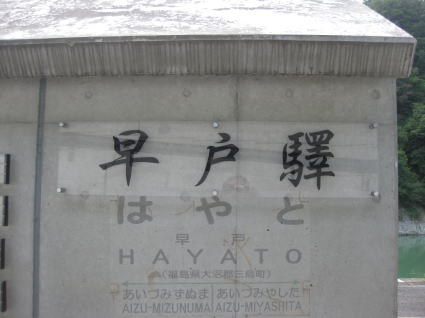 早戸驛
はやと
早戸
HAYATO
(福島県大沼郡三島町)
あいづみずぬま あいづみやした
AIZU-MIZUNUMA AIZU-MIYASHITA